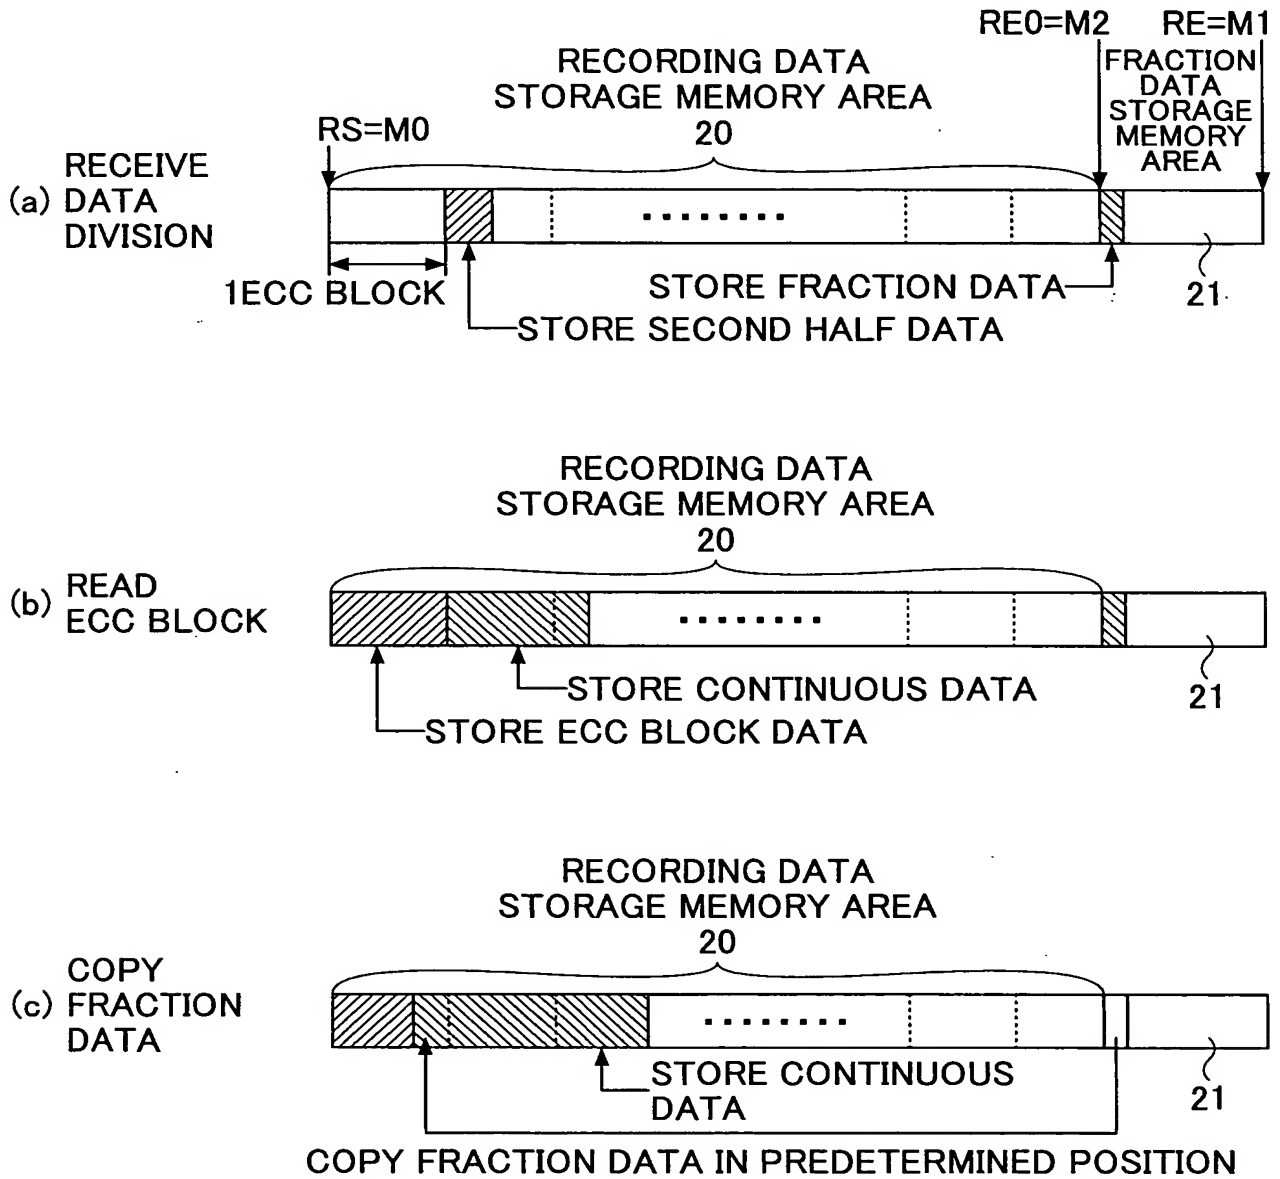 RE0=M2 RE=M1
RECORDING DATA
STORAGE MEMORY AREA
20
FRACTION
DATA
STORAGE
MEMORY
AREA
RS=M0
(a) RECEIVE
DATA
DIVISION
1ECC BLOCK
STORE FRACTION DATA
21
STORE SECOND HALF DATA
RECORDING DATA
STORAGE MEMORY AREA
20
(b) READ
ECC BLOCK
STORE CONTINUOUS DATA
21
STORE ECC BLOCK DATA
RECORDING DATA
STORAGE MEMORY AREA
20
(c) COPY
FRACTION
DATA
STORE CONTINUOUS
DATA
21
COPY FRACTION DATA IN PREDETERMINED POSITION